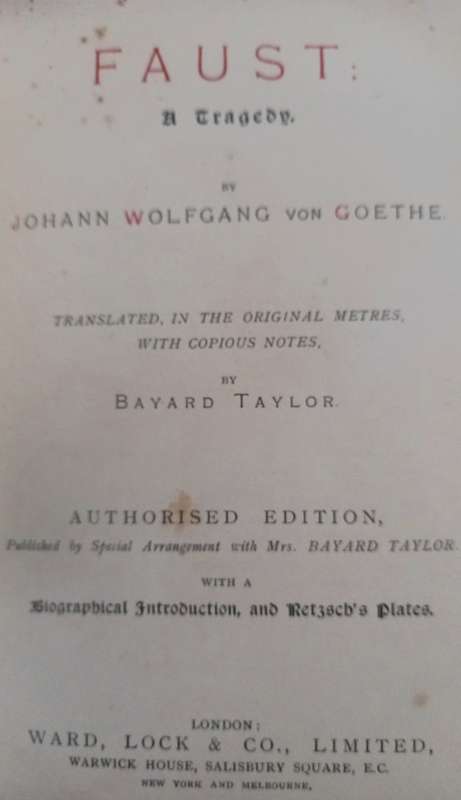 FAUST:
A Tragedy.
BY
JOHANN WOLFGANG VON GOETHE.
TRANSLATED, IN THE ORIGINAL METRES,
WITH COPIOUS NOTES,
BY
BAYARD TAYLOR.
AUTHORISED EDITION,
Published by Special Arrangement with Mrs. BAYARD TAYLOR.
WITH A
Biographical Introduction, and Retzsch's Plates.
LONDON:
WARD, LOCK & CO., LIMITED,
WARWICK HOUSE, SALISBURY SQUARE, E.C.
NEW YORK AND MELBOURNE,